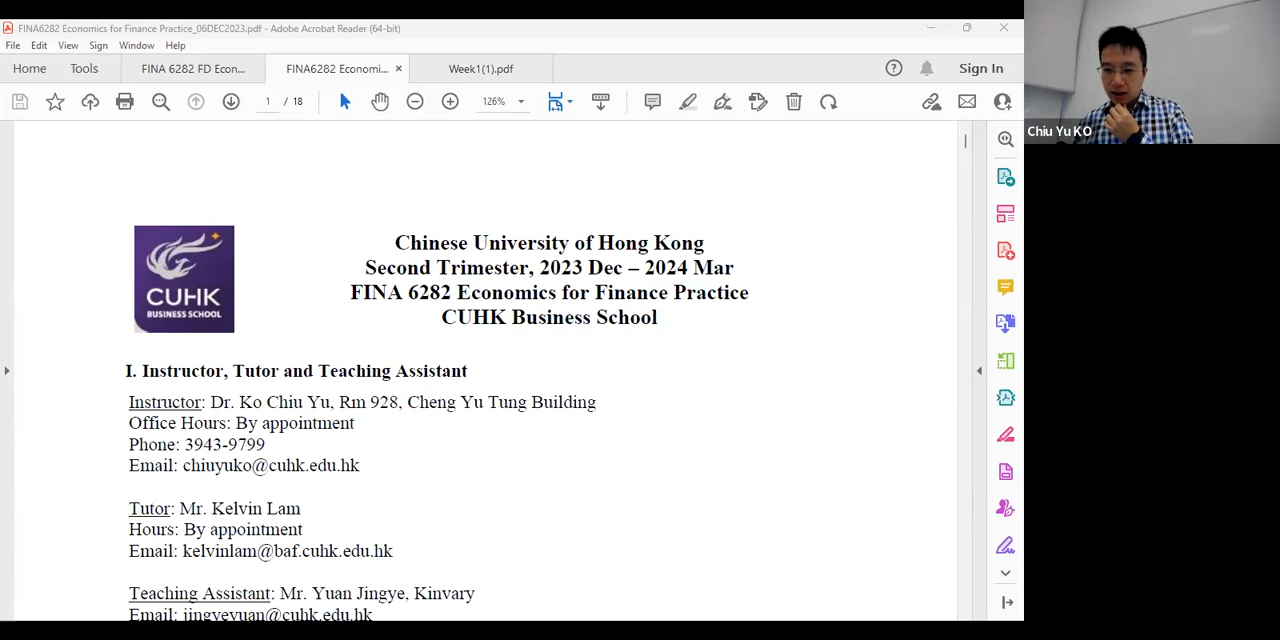 FINA6282 Economics for Finance Practice_06DEC2023.pdf - Adobe Acrobat Reader (64-bit)
File Edit View Sign Window Help
Home Tools FINA 6282 FD Econ... FINA6282 Economi... × Week1(1).pdf Sign In
1 / 18 126%
Chiu Yu KO
CUHK
BUSINESS SCHOOL
Chinese University of Hong Kong
Second Trimester, 2023 Dec – 2024 Mar
FINA 6282 Economics for Finance Practice
CUHK Business School
I. Instructor, Tutor and Teaching Assistant
Instructor: Dr. Ko Chiu Yu, Rm 928, Cheng Yu Tung Building
Office Hours: By appointment
Phone: 3943-9799
Email: chiuyuko@cuhk.edu.hk
Tutor: Mr. Kelvin Lam
Hours: By appointment
Email: kelvinlam@baf.cuhk.edu.hk
Teaching Assistant: Mr. Yuan Jingye, Kinvary
Email: jingyeyuan@cuhk.edu.hk